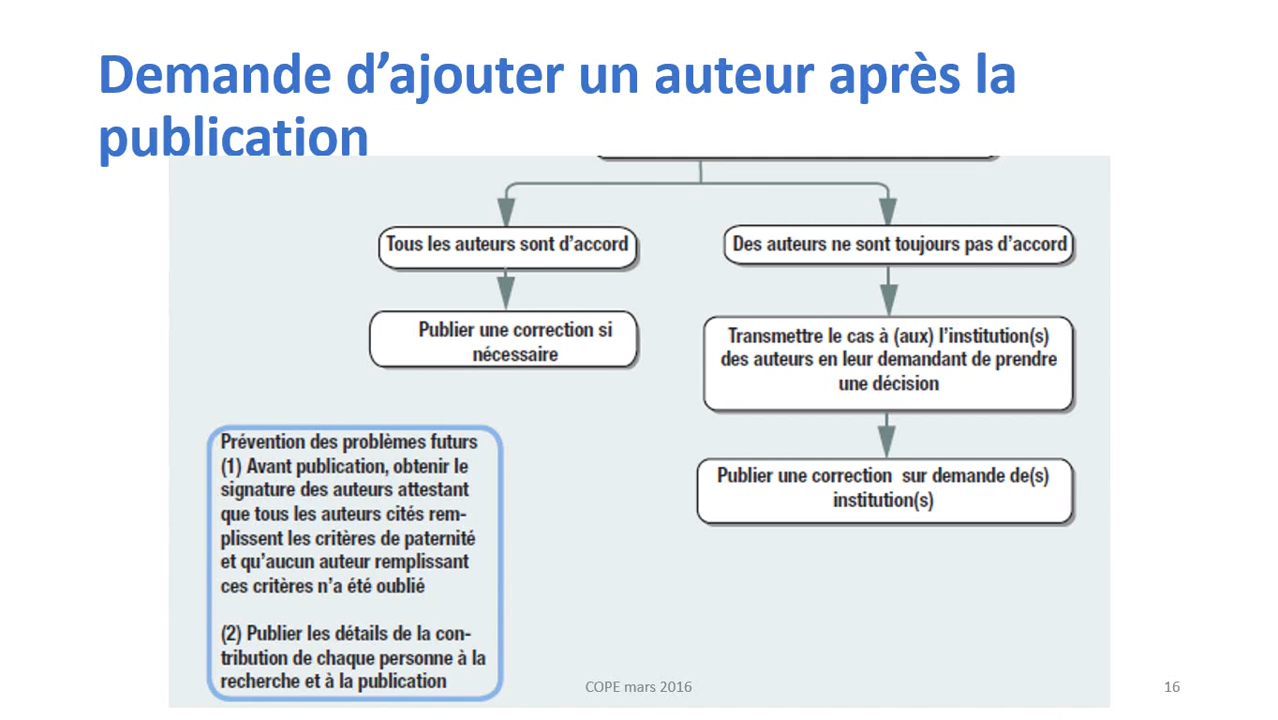 Demande d’ajouter un auteur après la
publication
Tous les auteurs sont d’accord
Des auteurs ne sont toujours pas d’accord
Publier une correction si
nécessaire
Transmettre le cas à (aux) l’institution(s)
des auteurs en leur demandant de prendre
une décision
Publier une correction sur demande de(s)
institution(s)
Prévention des problèmes futurs
(1) Avant publication, obtenir le
signature des auteurs attestant
que tous les auteurs cités rem-
plissent les critères de paternité
et qu’aucun auteur remplissant
ces critères n’a été oublié
(2) Publier les détails de la con-
tribution de chaque personne à la
recherche et à la publication
COPE mars 2016
16